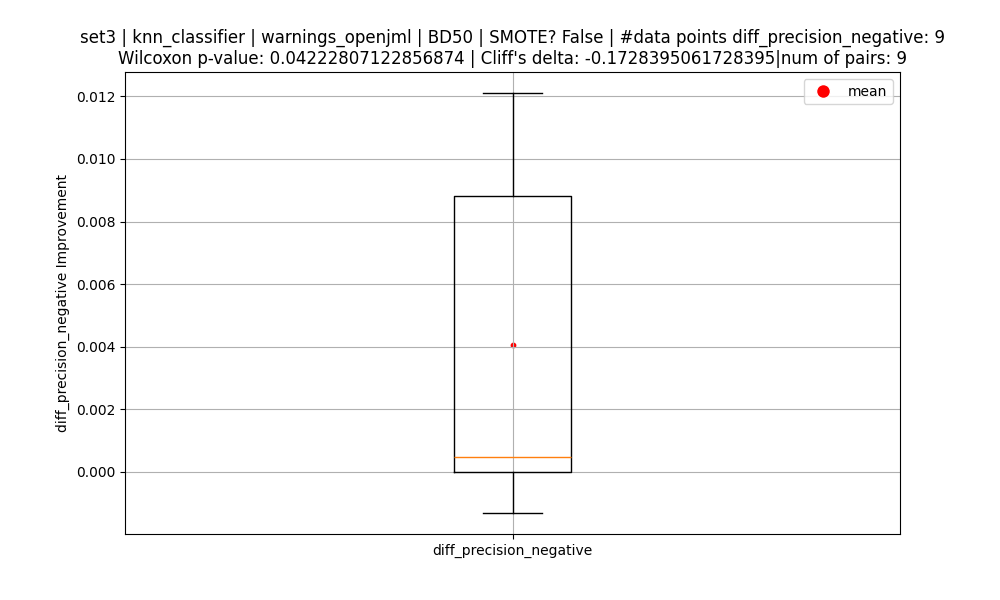 set3 | knn_classifier | warnings_openjml | BD50 | SMOTE? False | #data points diff_precision_negative: 9
Wilcoxon p-value: 0.04222807122856874 | Cliff's delta: -0.1728395061728395|num of pairs: 9
mean
0.012
0.010
0.008
0.006
0.004
0.002
0.000
diff_precision_negative Improvement
diff_precision_negative